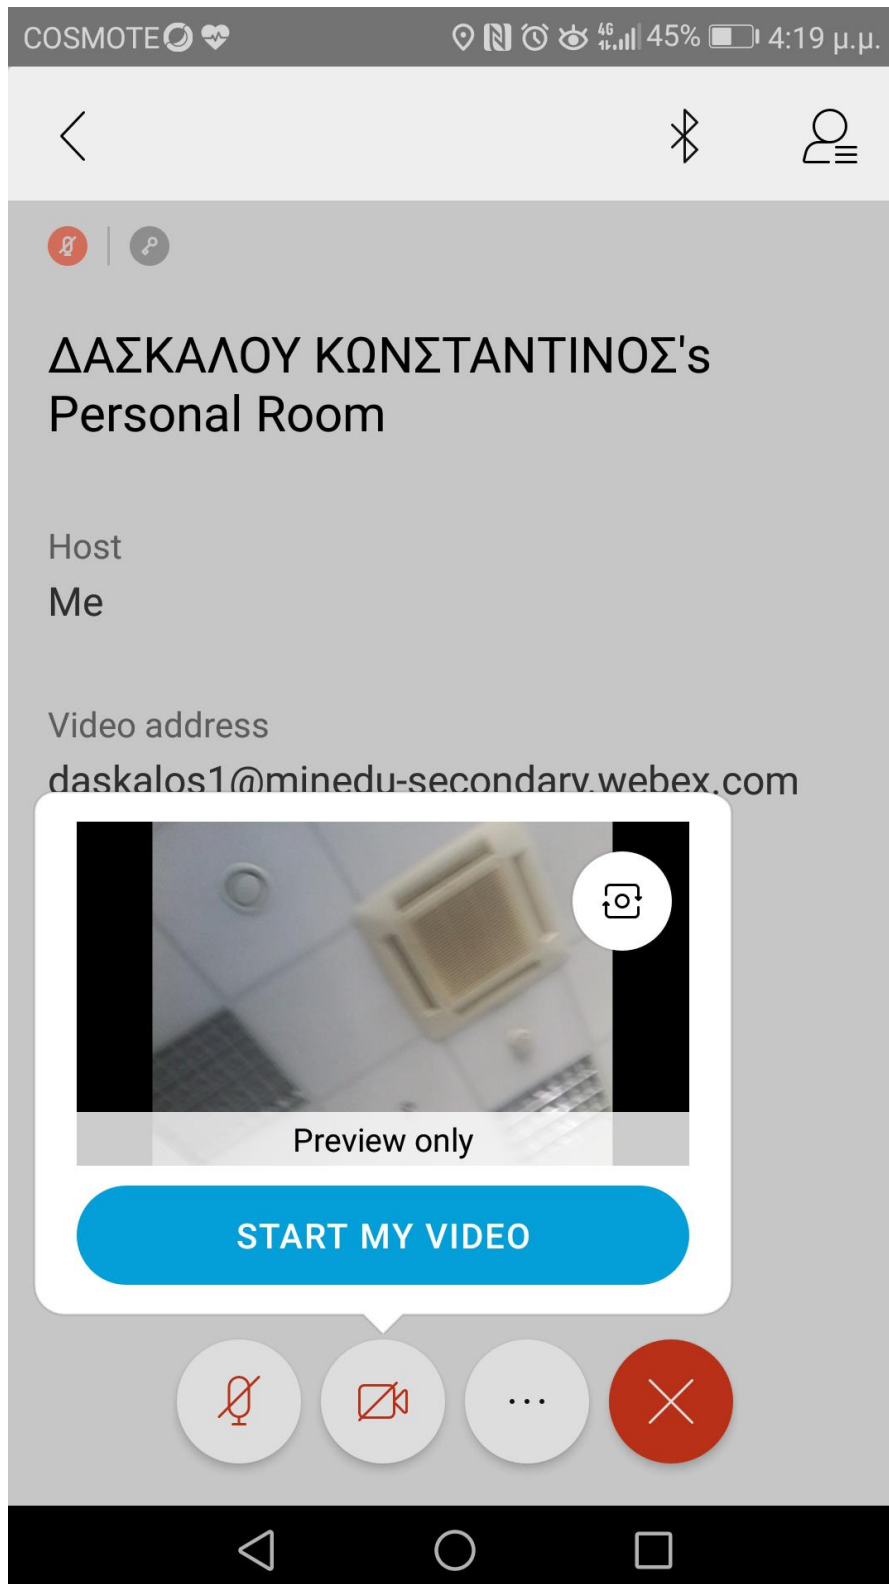 COSMOTE 4G 45% 4:19 μ.μ.
ΔΑΣΚΑΛΟΥ ΚΩΝΣΤΑΝΤΙΝΟΣ's
Personal Room
Host
Me
Video address
daskalos1@minedu-secondary.webex.com
Preview only
START MY VIDEO